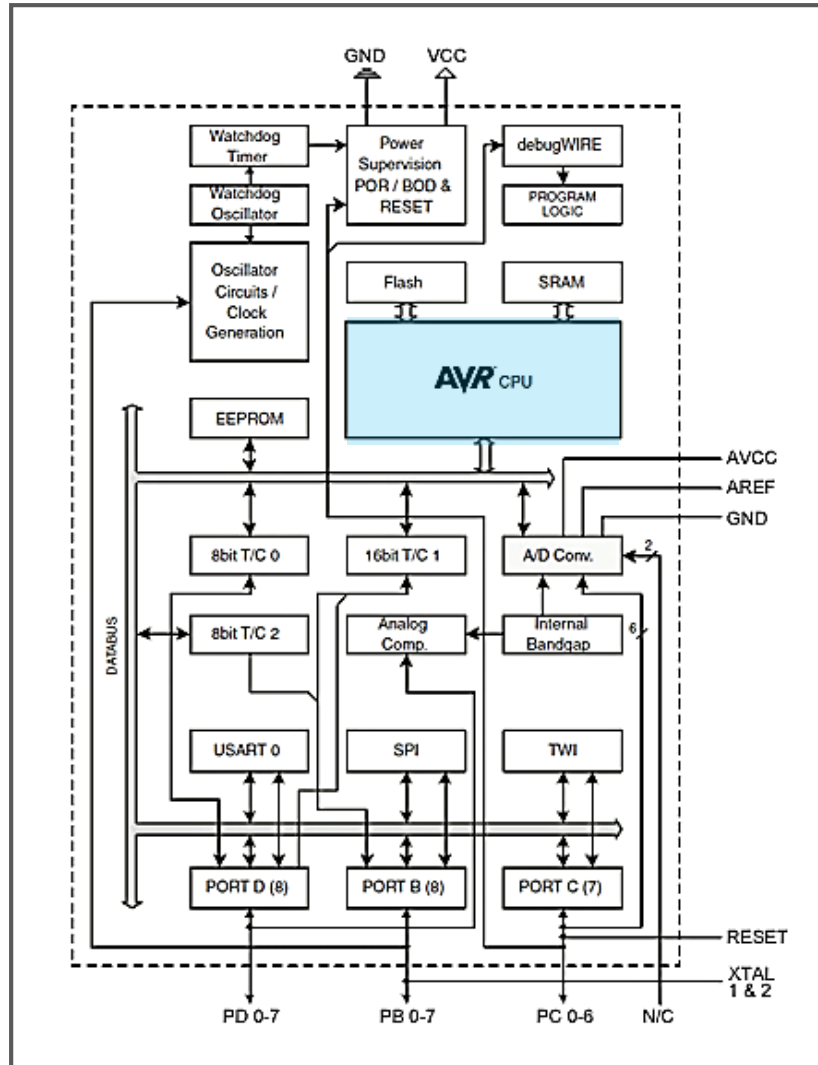 GND
VCC
Watchdog
Timer
Power
Supervision
POR / BOD &
RESET
debugWIRE
Watchdog
Oscillator
PROGRAM
LOGIC
Oscillator
Circuits /
Clock
Generation
Flash
SRAM
AVR CPU
EEPROM
AVCC
AREF
GND
8bit T/C 0
16bit T/C 1
A/D Conv.
2
DATABUS
8bit T/C 2
Analog
Comp.
Internal
Bandgap
6
USART 0
SPI
TWI
PORT D (8)
PORT B (8)
PORT C (7)
RESET
XTAL
1 & 2
PD 0-7
PB 0-7
PC 0-6
N/C